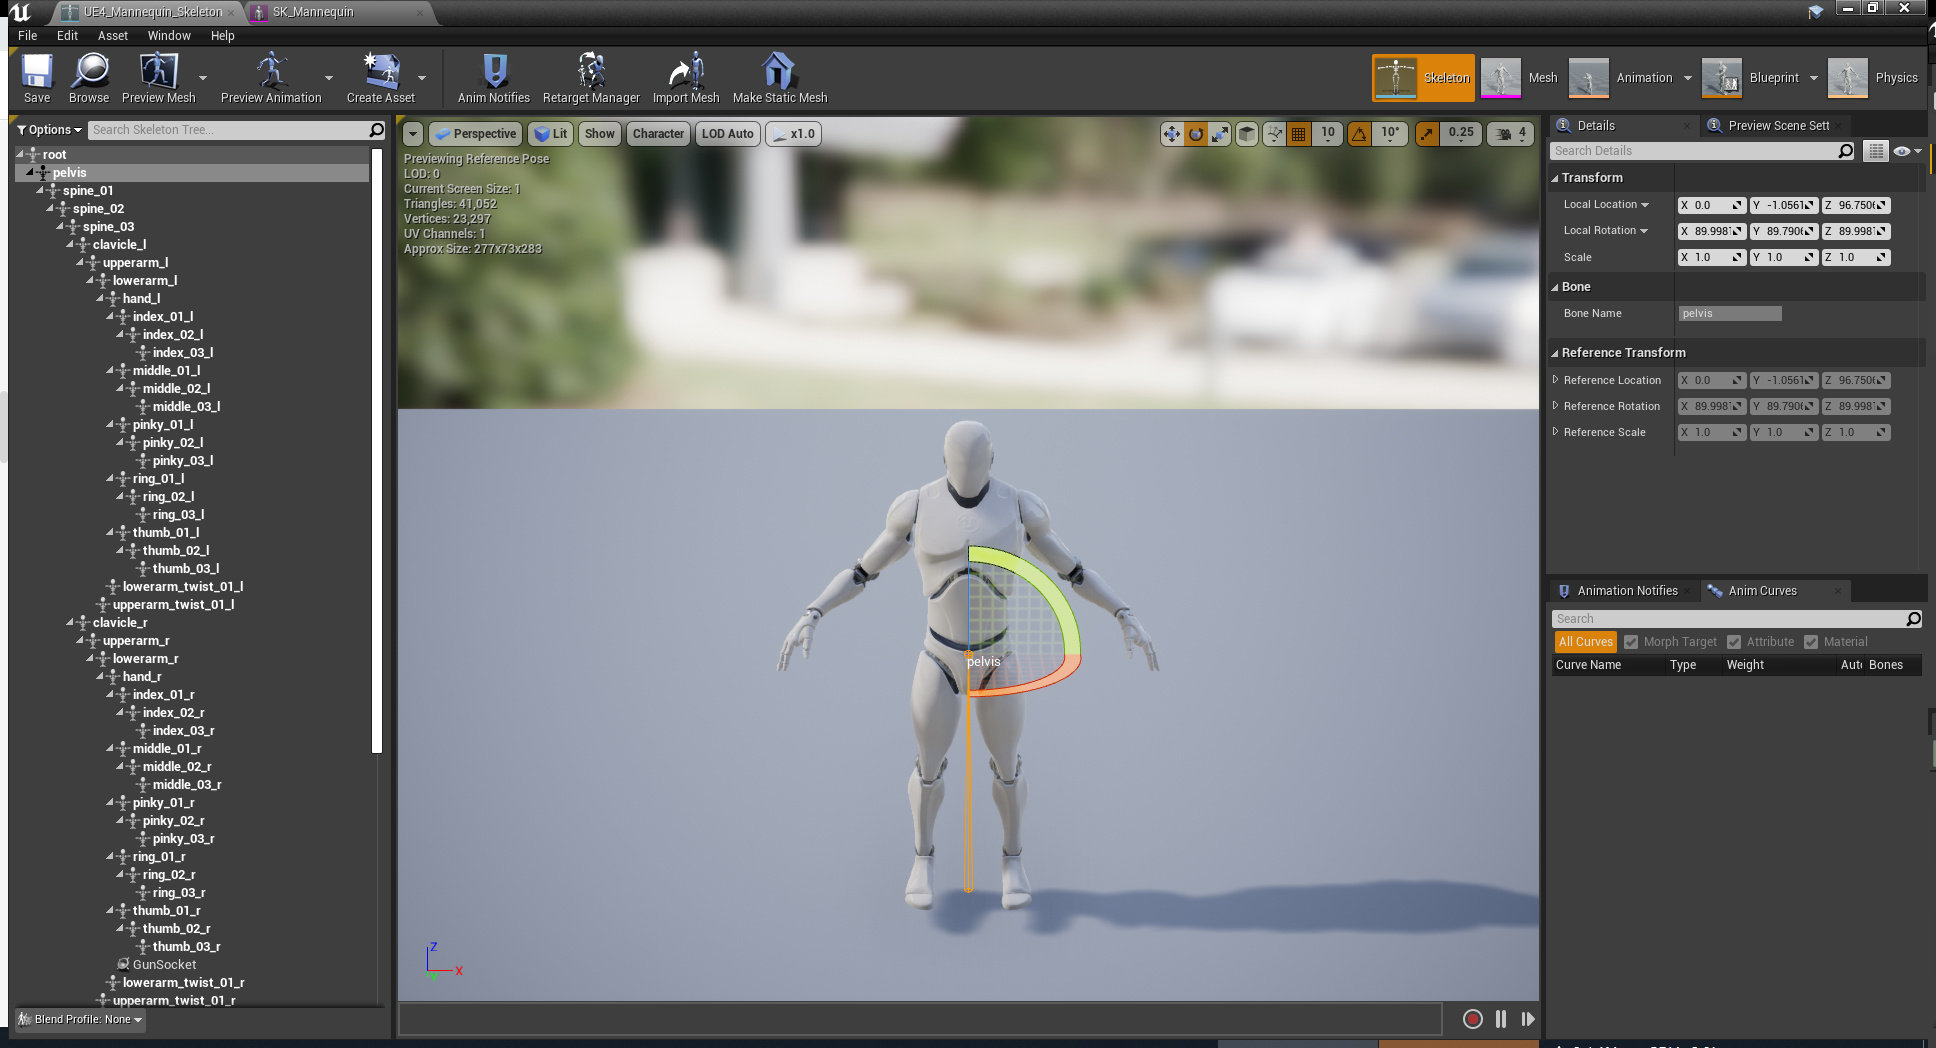 UE4_Mannequin_Skeleton
SK_Mannequin
File Edit Asset Window Help
Save Browse Preview Mesh Preview Animation Create Asset Anim Notifies Retarget Manager Import Mesh Make Static Mesh
Skeleton Mesh Animation Blueprint Physics
Options
Search Skeleton Tree...
root
pelvis
spine_01
spine_02
spine_03
clavicle_l
upperarm_l
lowerarm_l
hand_l
index_01_l
index_02_l
index_03_l
middle_01_l
middle_02_l
middle_03_l
pinky_01_l
pinky_02_l
pinky_03_l
ring_01_l
ring_02_l
ring_03_l
thumb_01_l
thumb_02_l
thumb_03_l
lowerarm_twist_01_l
upperarm_twist_01_l
clavicle_r
upperarm_r
lowerarm_r
hand_r
index_01_r
index_02_r
index_03_r
middle_01_r
middle_02_r
middle_03_r
pinky_01_r
pinky_02_r
pinky_03_r
ring_01_r
ring_02_r
ring_03_r
thumb_01_r
thumb_02_r
thumb_03_r
GunSocket
lowerarm_twist_01_r
upperarm_twist_01_r
Blend Profile: None
Perspective Lit Show Character LOD Auto x1.0
10 10° 0.25 4
Previewing Reference Pose
LOD: 0
Current Screen Size: 1
Triangles: 41,052
Vertices: 23,297
UV Channels: 1
Approx Size: 277x73x283
pelvis
Z
X
Details
Preview Scene Sett
Search Details
Transform
Local Location X 0.0 Y -1.0561 Z 96.750
Local Rotation X 89.998 Y 89.790 Z 89.998
Scale X 1.0 Y 1.0 Z 1.0
Bone
Bone Name pelvis
Reference Transform
Reference Location X 0.0 Y -1.0561 Z 96.750
Reference Rotation X 89.998 Y 89.790 Z 89.998
Reference Scale X 1.0 Y 1.0 Z 1.0
Animation Notifies
Anim Curves
Search
All Curves Morph Target Attribute Material
Curve Name Type Weight Aut Bones